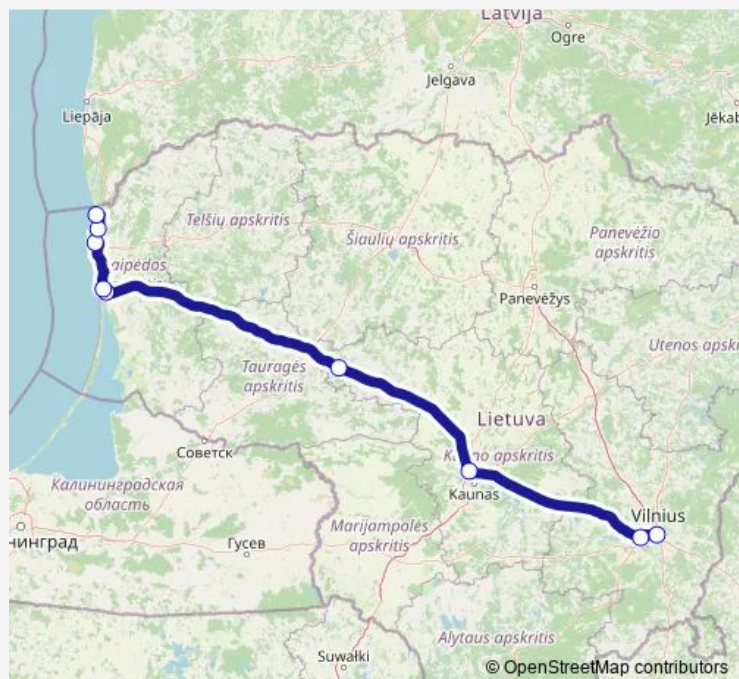 Latvija
Ogre
Jelgava
Liepāja
Jēkab
Telšių apskritis
Šiaulių apskritis
Panevėžio
apskritis
aipėdos
Panevėžys
Utenos apskri
Tauragės
apskritis
Lietuva
Советск
K no apskritis
Kaunas
Калининградская
область
Vilnius
нинград
Гусев
Marijampolės
apskritis
Alytaus apskritis
Suwałki
© OpenStreetMap contributors